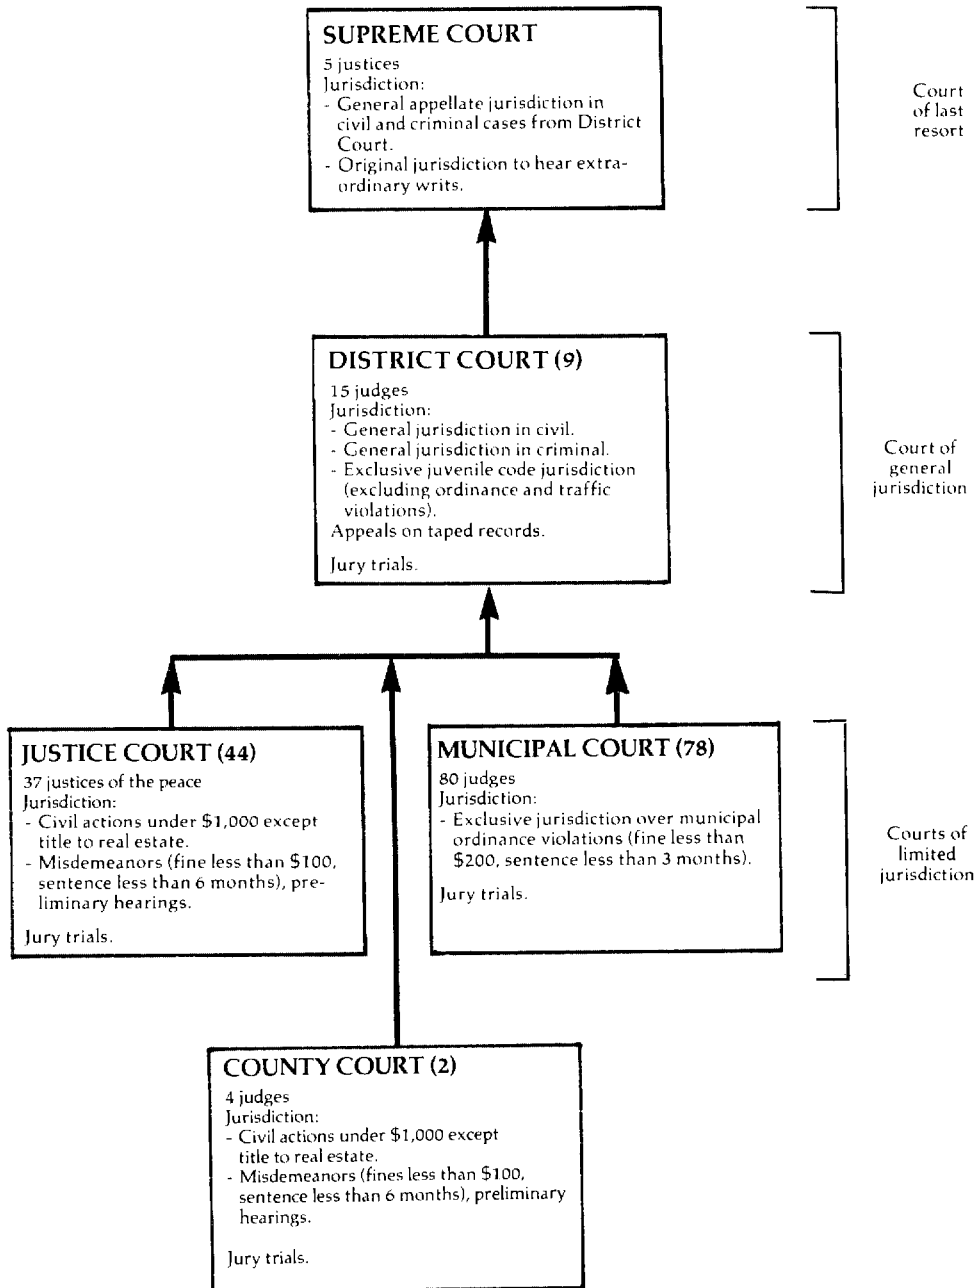 SUPREME COURT
5 justices
Jurisdiction:
- General appellate jurisdiction in
civil and criminal cases from District
Court.
- Original jurisdiction to hear extra-
ordinary writs.
Court
of last
resort
DISTRICT COURT (9)
15 judges
Jurisdiction:
- General jurisdiction in civil.
- General jurisdiction in criminal.
- Exclusive juvenile code jurisdiction
(excluding ordinance and traffic
violations).
Appeals on taped records.
Jury trials.
Court of
general
jurisdiction
JUSTICE COURT (44)
37 justices of the peace
Jurisdiction:
- Civil actions under $1,000 except
title to real estate.
- Misdemeanors (fine less than $100,
sentence less than 6 months), pre-
liminary hearings.
Jury trials.
MUNICIPAL COURT (78)
80 judges
Jurisdiction:
- Exclusive jurisdiction over municipal
ordinance violations (fine less than
$200, sentence less than 3 months).
Jury trials.
Courts of
limited
jurisdiction
COUNTY COURT (2)
4 judges
Jurisdiction:
- Civil actions under $1,000 except
title to real estate.
- Misdemeanors (fines less than $100,
sentence less than 6 months), preliminary
hearings.
Jury trials.